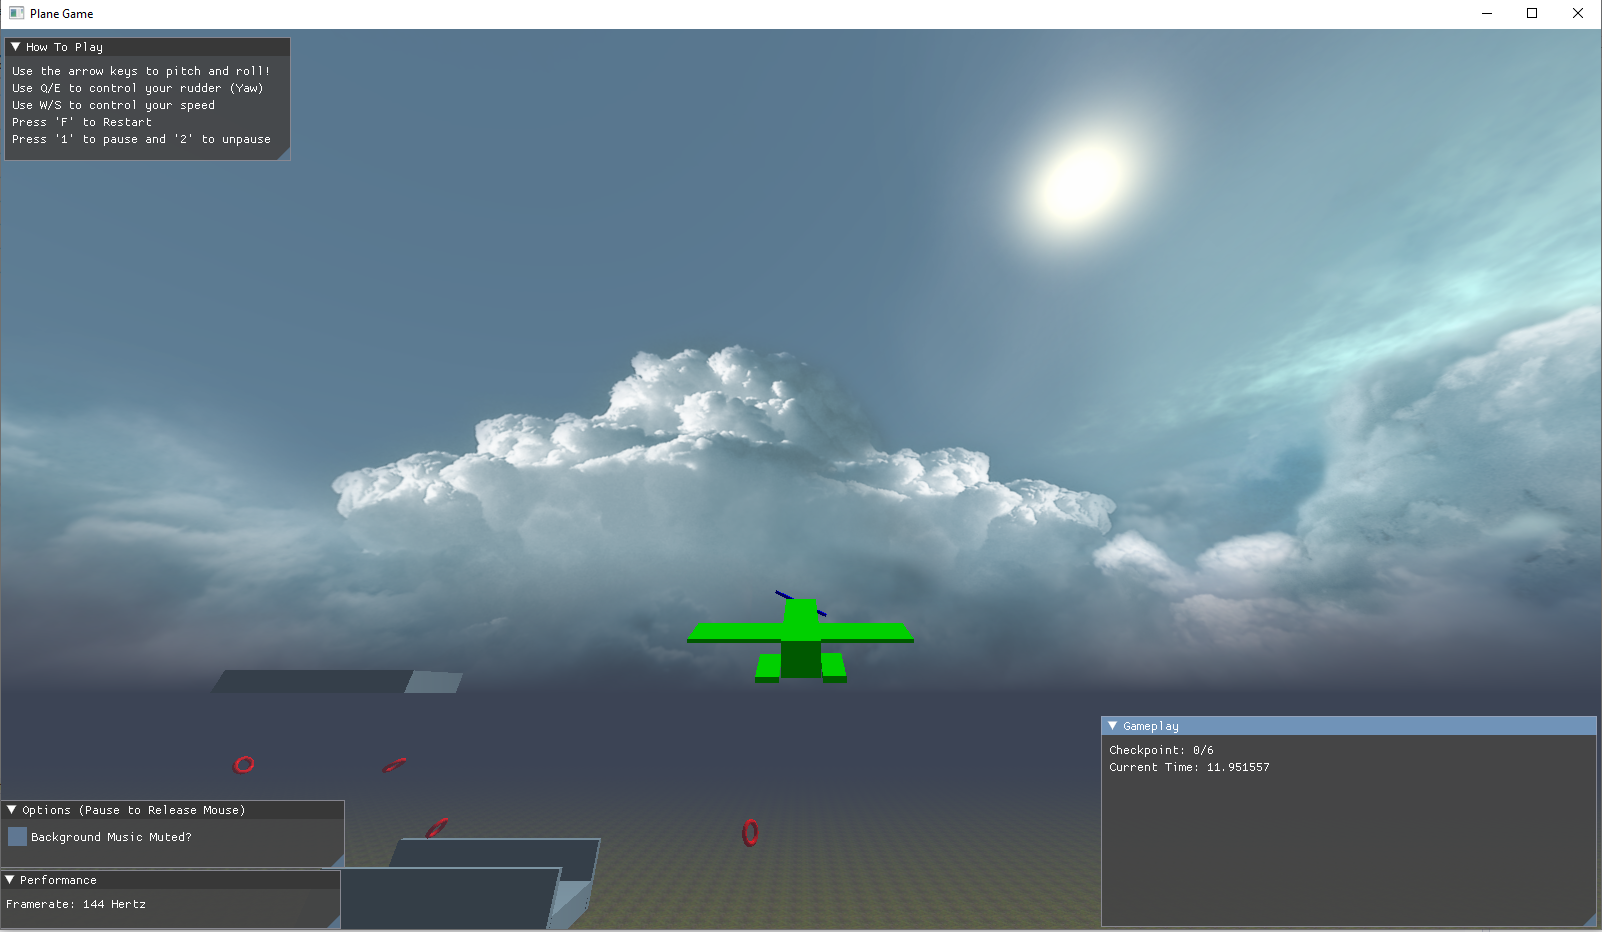 Plane Game
How To Play
Use the arrow keys to pitch and roll!
Use Q/E to control your rudder (Yaw)
Use W/S to control your speed
Press 'F' to Restart
Press '1' to pause and '2' to unpause
Gameplay
Checkpoint: 0/6
Current Time: 11.951557
Options (Pause to Release Mouse)
Background Music Muted?
Performance
Framerate: 144 Hertz